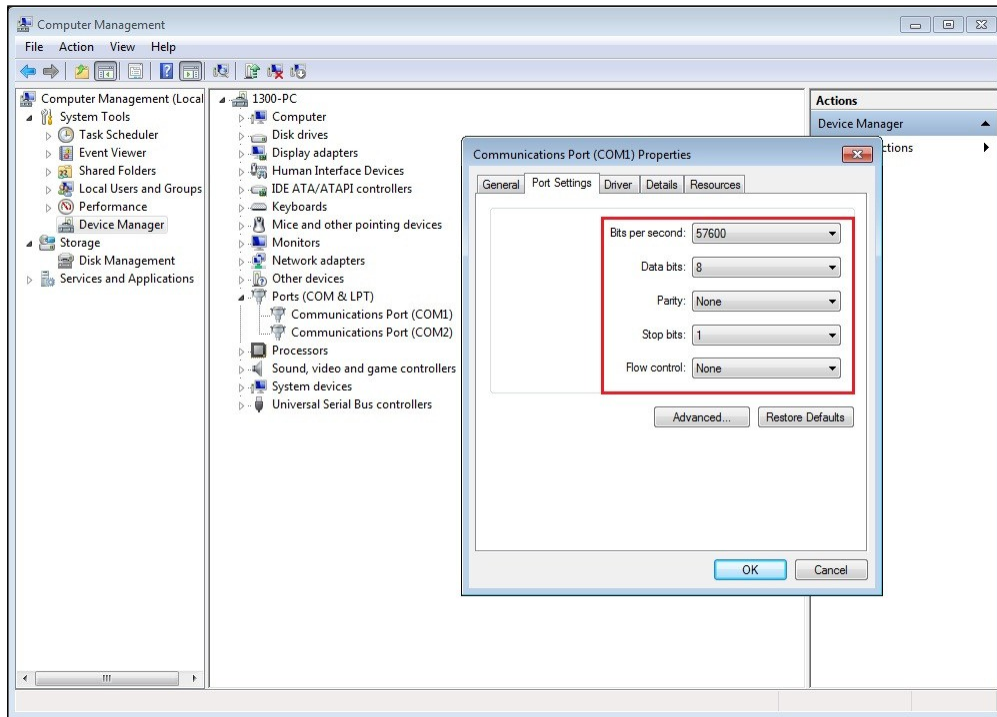 Computer Management
File Action View Help
Computer Management (Local
System Tools
Task Scheduler
Event Viewer
Shared Folders
Local Users and Groups
Performance
Device Manager
Storage
Disk Management
Services and Applications
1300-PC
Computer
Disk drives
Display adapters
Human Interface Devices
IDE ATA/ATAPI controllers
Keyboards
Mice and other pointing devices
Monitors
Network adapters
Other devices
Ports (COM & LPT)
Communications Port (COM1)
Communications Port (COM2)
Processors
Sound, video and game controllers
System devices
Universal Serial Bus controllers
Communications Port (COM1) Properties
General Port Settings Driver Details Resources
Bits per second: 57600
Data bits: 8
Parity: None
Stop bits: 1
Flow control: None
Advanced... Restore Defaults
OK Cancel
Actions
Device Manager
ctions